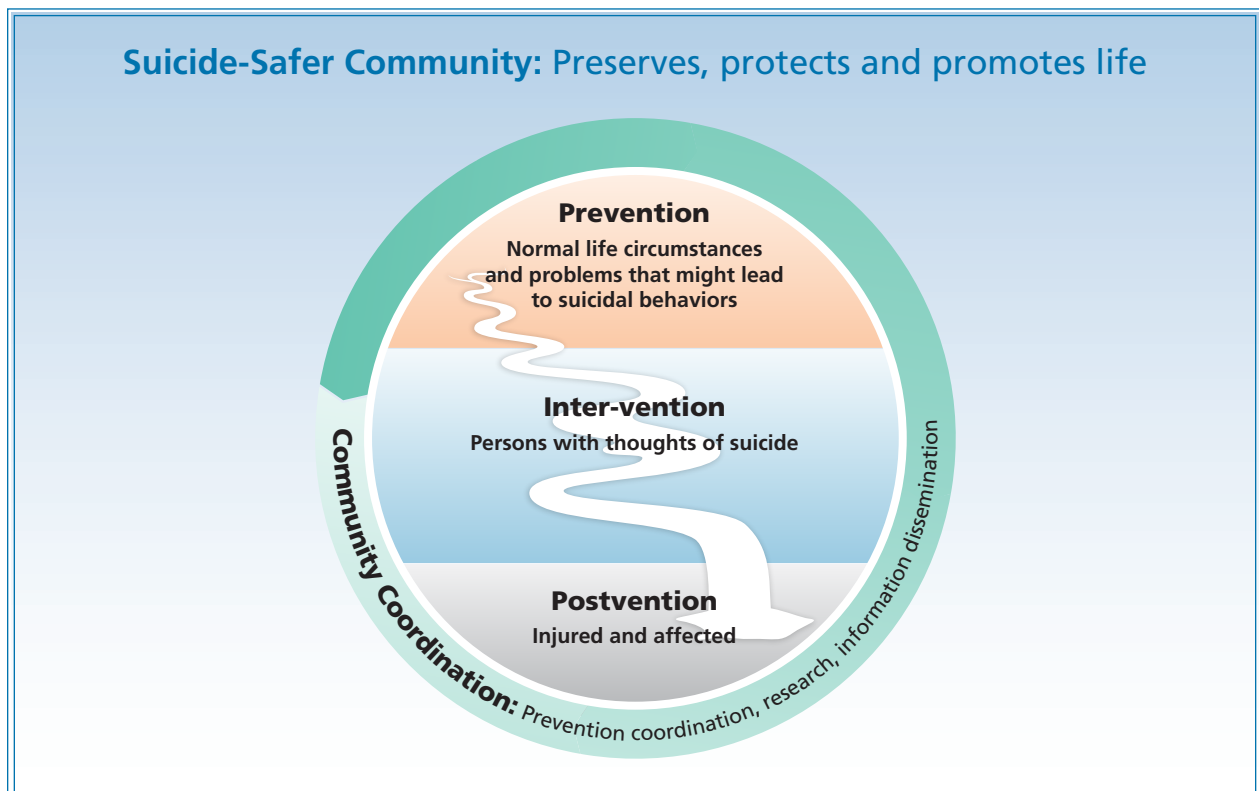 Suicide-Safer Community: Preserves, protects and promotes life
Prevention
Normal life circumstances
and problems that might lead
to suicidal behaviors
Inter-vention
Persons with thoughts of suicide
Postvention
Injured and affected
Community Coordination: Prevention coordination, research, information dissemination